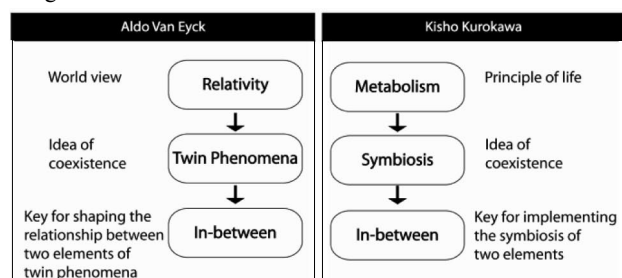 Aldo Van Eyck
World view
Relativity
Idea of
coexistence
Twin Phenomena
Key for shaping the
relationship between
two elements of
twin phenomena
In-between
Kisho Kurokawa
Metabolism
Principle of life
Symbiosis
Idea of
coexistence
In-between
Key for implementing
the symbiosis of
two elements